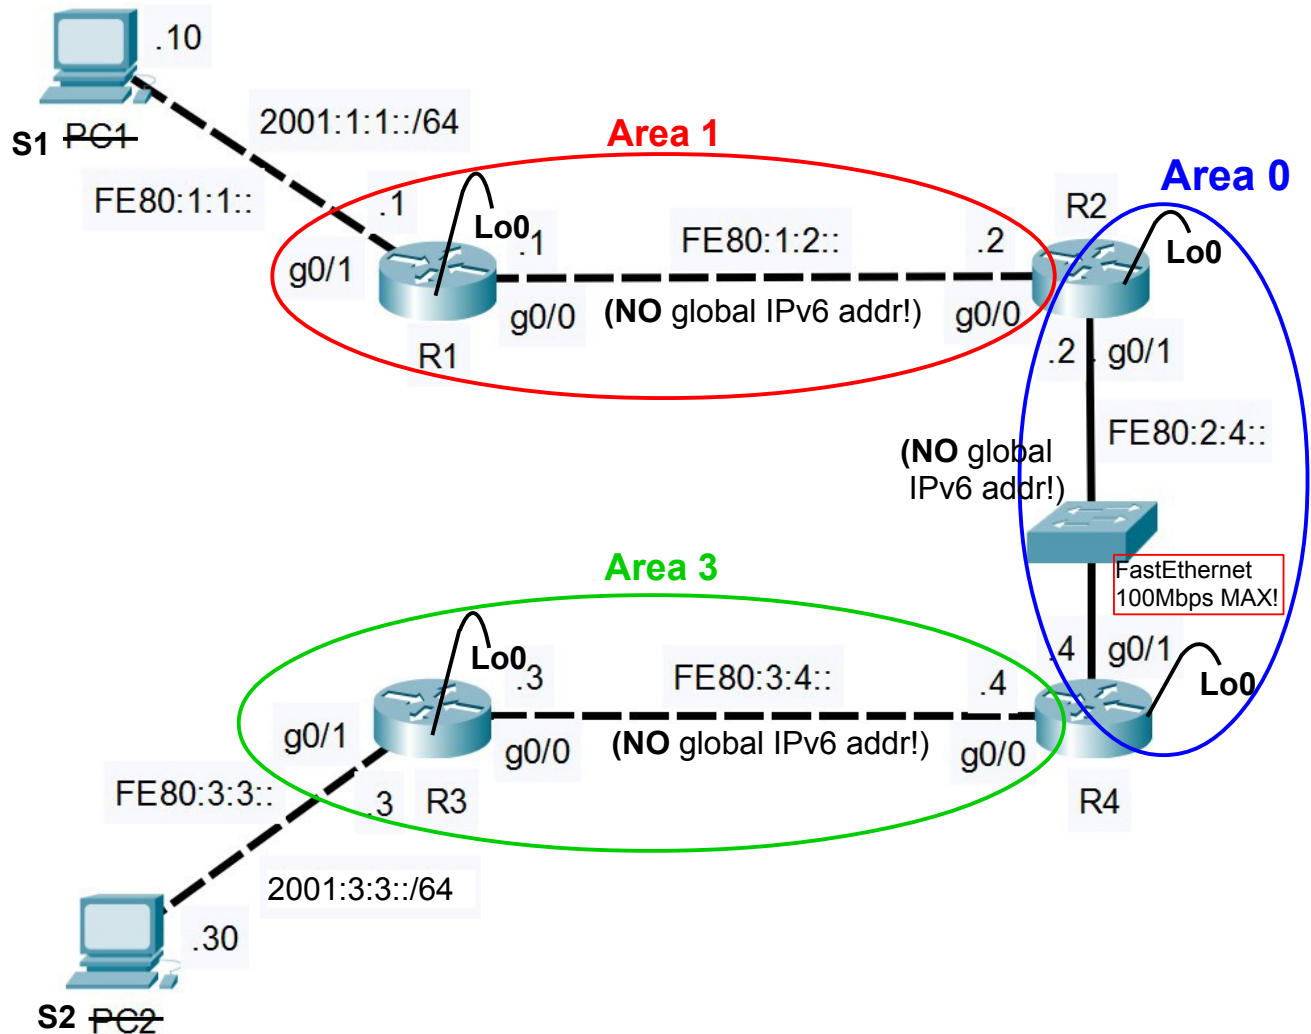 .10
2001:1:1::/64
S1 PC1
FE80:1:1::
.1
g0/1
Area 1
Lo0
.1
FE80:1:2::
.2
g0/0
(NO global IPv6 addr!)
g0/0
R1
Area 0
R2
Lo0
.2
g0/1
FE80:2:4::
(NO global
IPv6 addr!)
FastEthernet
100Mbps MAX!
.4
g0/1
Lo0
Area 3
Lo0
.3
FE80:3:4::
.4
g0/1
g0/0
(NO global IPv6 addr!)
g0/0
FE80:3:3::
.3
R3
R4
2001:3:3::/64
.30
S2 PC2